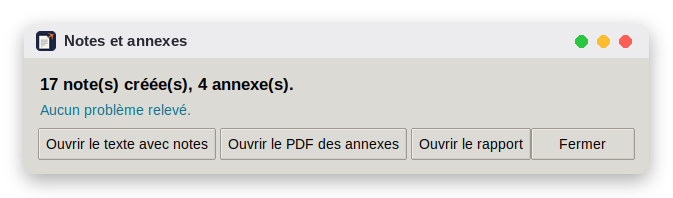 Notes et annexes
17 note(s) créée(s), 4 annexe(s).
Aucun problème relevé.
Ouvrir le texte avec notes Ouvrir le PDF des annexes Ouvrir le rapport Fermer